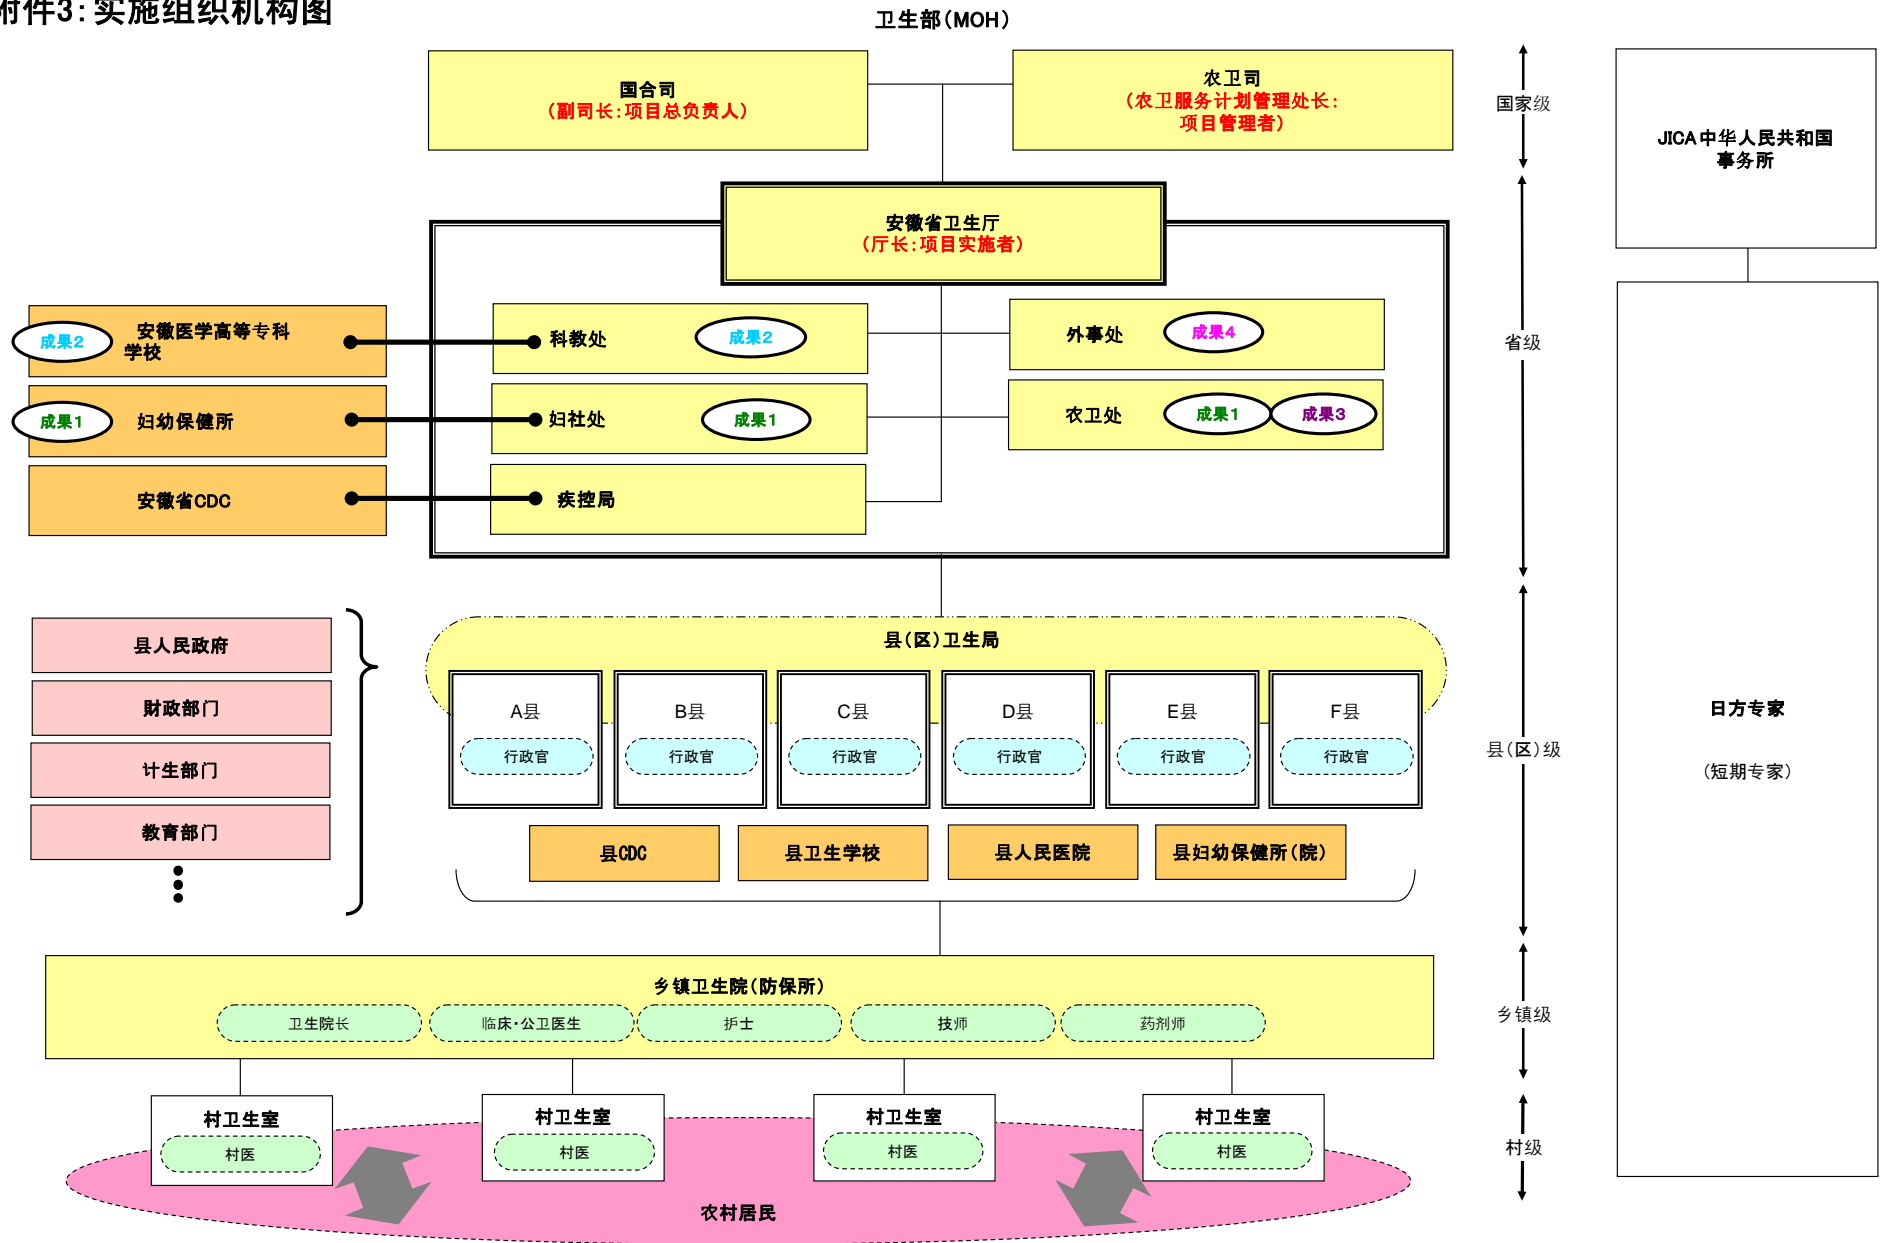 附件3：实施组织机构图
卫生部（MOH）
国合司
（副司长：项目总负责人）
农卫司
（农卫服务计划管理处长：
项目管理者）
国家级
JICA中华人民共和国
事务所
安徽省卫生厅
（厅长：项目实施者）
成果2
安徽医学高等专科
学校
科教处
成果2
外事处
成果4
省级
成果1
妇幼保健所
妇社处
成果1
农卫处
成果1
成果3
安徽省CDC
疾控局
县（区）卫生局
县人民政府
財政部门
计生部门
教育部门
A县
B县
C县
D县
E县
F县
行政官
行政官
行政官
行政官
行政官
行政官
县（区）级
日方专家
（短期专家）
县CDC
县卫生学校
县人民医院
县妇幼保健所（院）
乡镇卫生院（防保所）
卫生院长
临床・公卫医生
护士
技师
药剂师
乡镇级
村卫生室
村卫生室
村卫生室
村卫生室
村医
村医
村医
村医
村级
农村居民